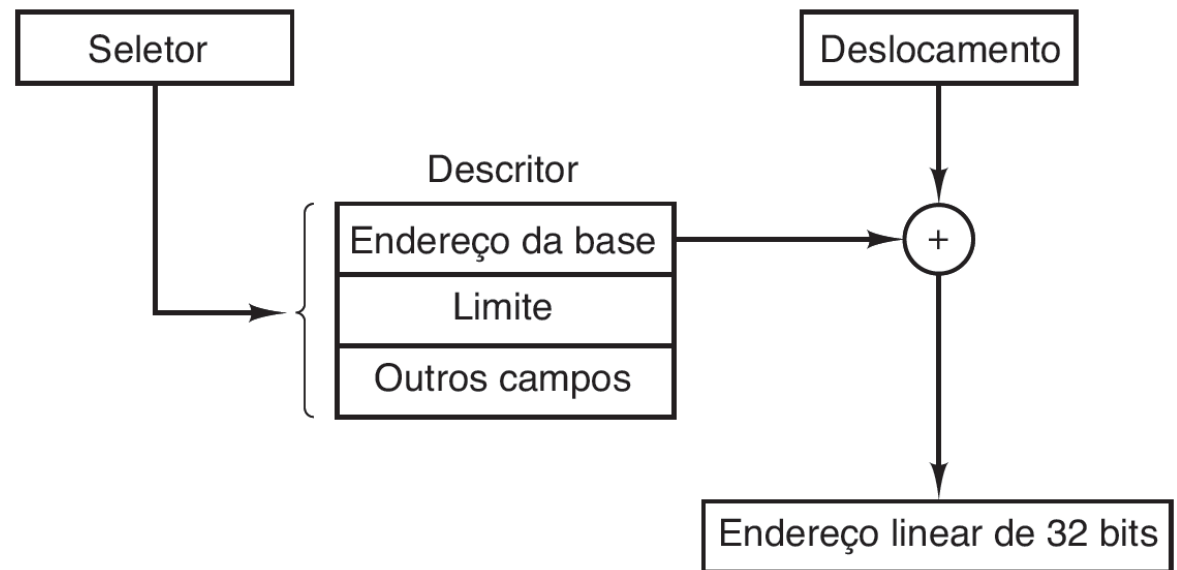 Seletor
Deslocamento
Descritor
Endereço da base
+
Limite
Outros campos
Endereço linear de 32 bits